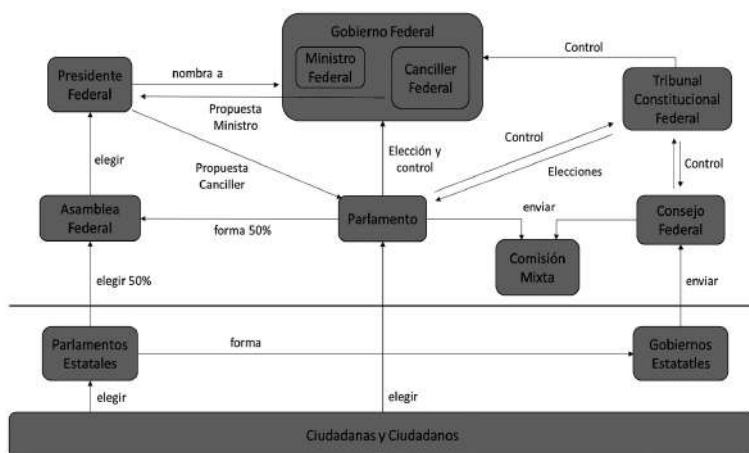 Gobierno Federal
Ministro
Federal
Canciller
Federal
Control
Presidente
Federal
nombra a
Tribunal
Constitucional
Federal
Propuesta
Ministro
Control
elegir
Propuesta
Canciller
Elección y
control
Elecciones
Control
Asamblea
Federal
forma 50%
Parlamento
enviar
Consejo
Federal
Comisión
Mixta
elegir 50%
enviar
Parlamentos
Estatales
forma
Gobiernos
Estatatles
elegir
elegir
Ciudadanas y Ciudadanos